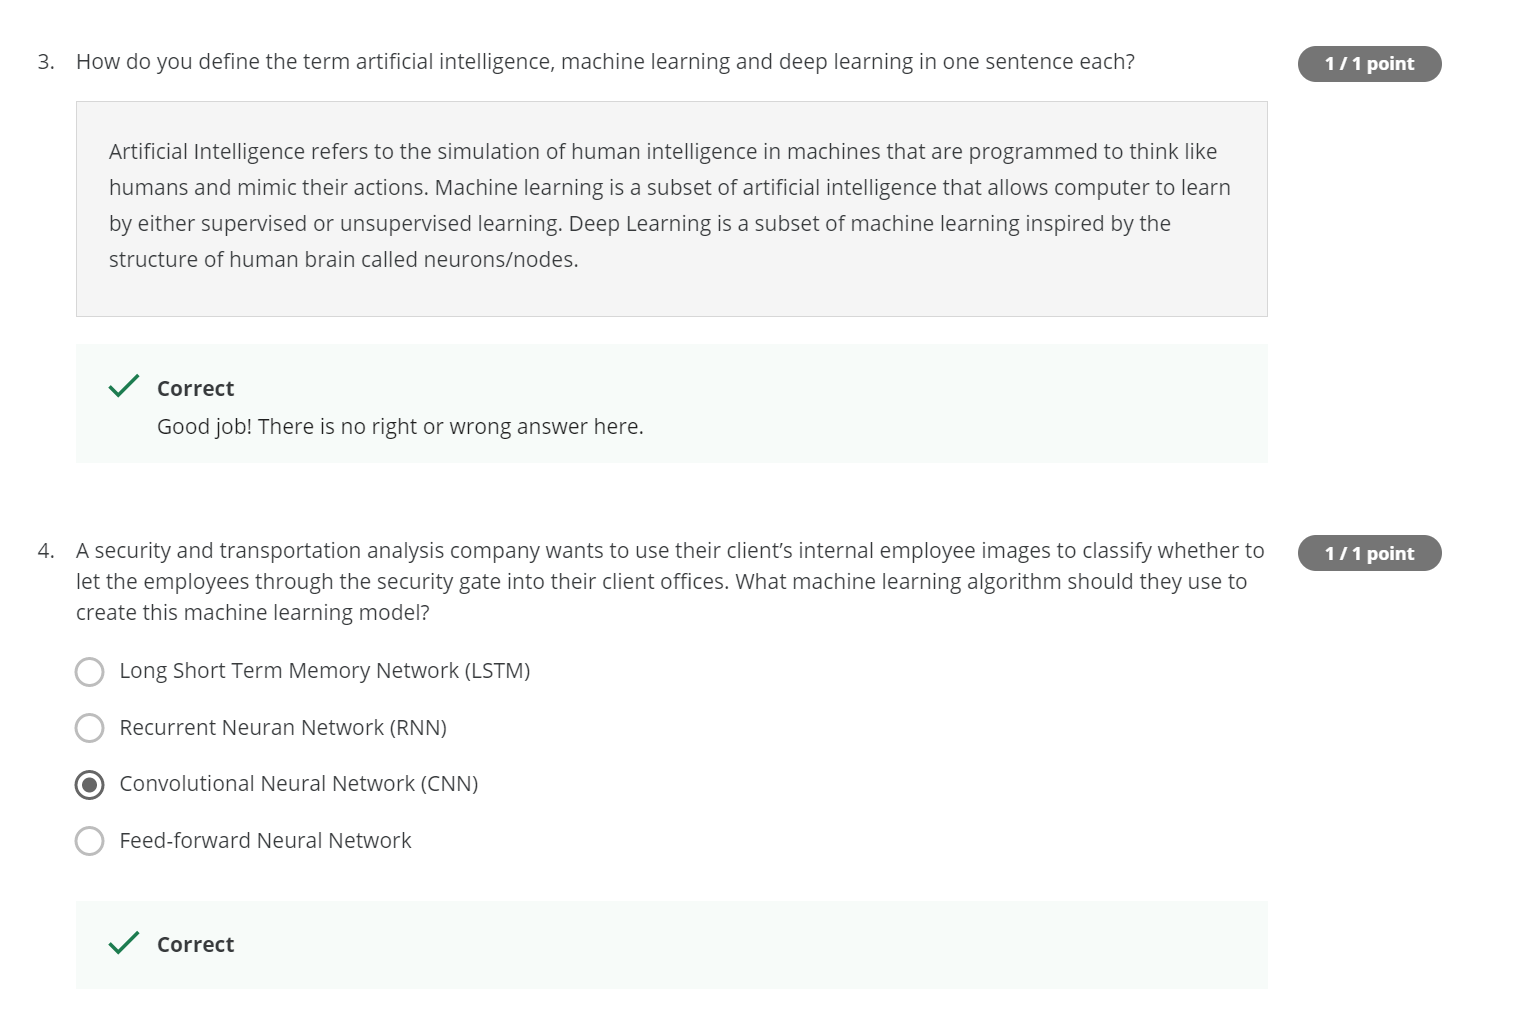 3. How do you define the term artificial intelligence, machine learning and deep learning in one sentence each?
1 / 1 point
Artificial Intelligence refers to the simulation of human intelligence in machines that are programmed to think like
humans and mimic their actions. Machine learning is a subset of artificial intelligence that allows computer to learn
by either supervised or unsupervised learning. Deep Learning is a subset of machine learning inspired by the
structure of human brain called neurons/nodes.
Correct
Good job! There is no right or wrong answer here.
4. A security and transportation analysis company wants to use their client’s internal employee images to classify whether to
1 / 1 point
let the employees through the security gate into their client offices. What machine learning algorithm should they use to
create this machine learning model?
Long Short Term Memory Network (LSTM)
Recurrent Neuran Network (RNN)
Convolutional Neural Network (CNN)
Feed-forward Neural Network
Correct